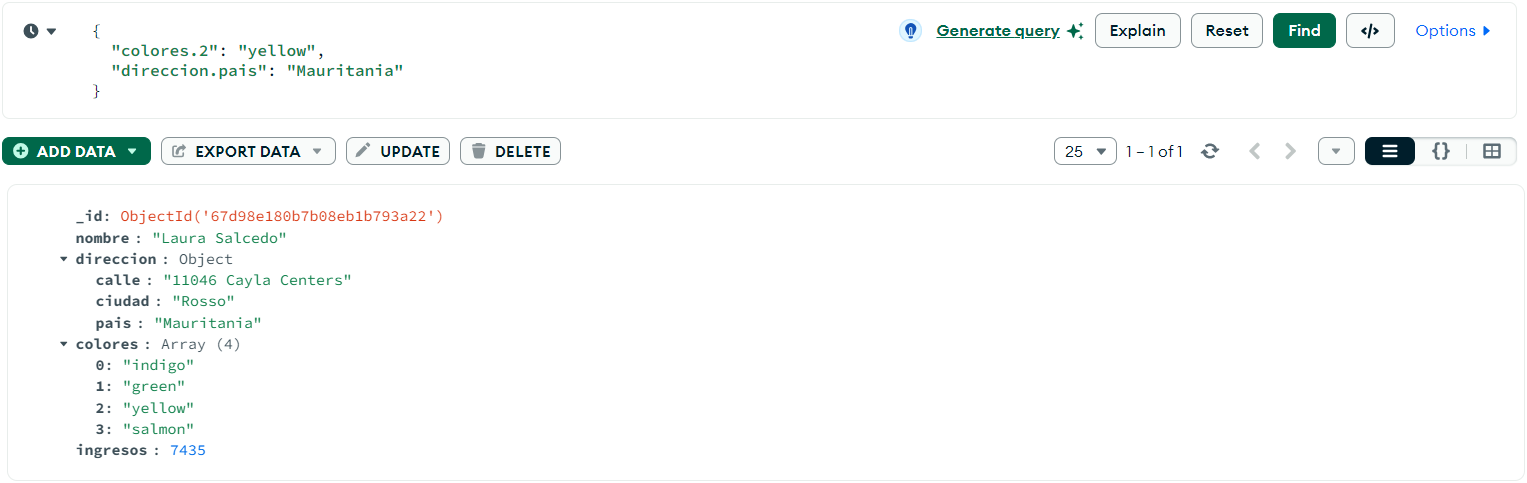 {
"colores.2": "yellow",
"direccion.pais": "Mauritania"
}
Generate query
Explain
Reset
Find
</>
Options
ADD DATA
EXPORT DATA
UPDATE
DELETE
25
1 – 1 of 1
{}
_id: ObjectId('67d98e180b7b08eb1b793a22')
nombre : "Laura Salcedo"
direccion : Object
calle : "11046 Cayla Centers"
ciudad : "Rosso"
pais : "Mauritania"
colores : Array (4)
0: "indigo"
1: "green"
2: "yellow"
3: "salmon"
ingresos : 7435